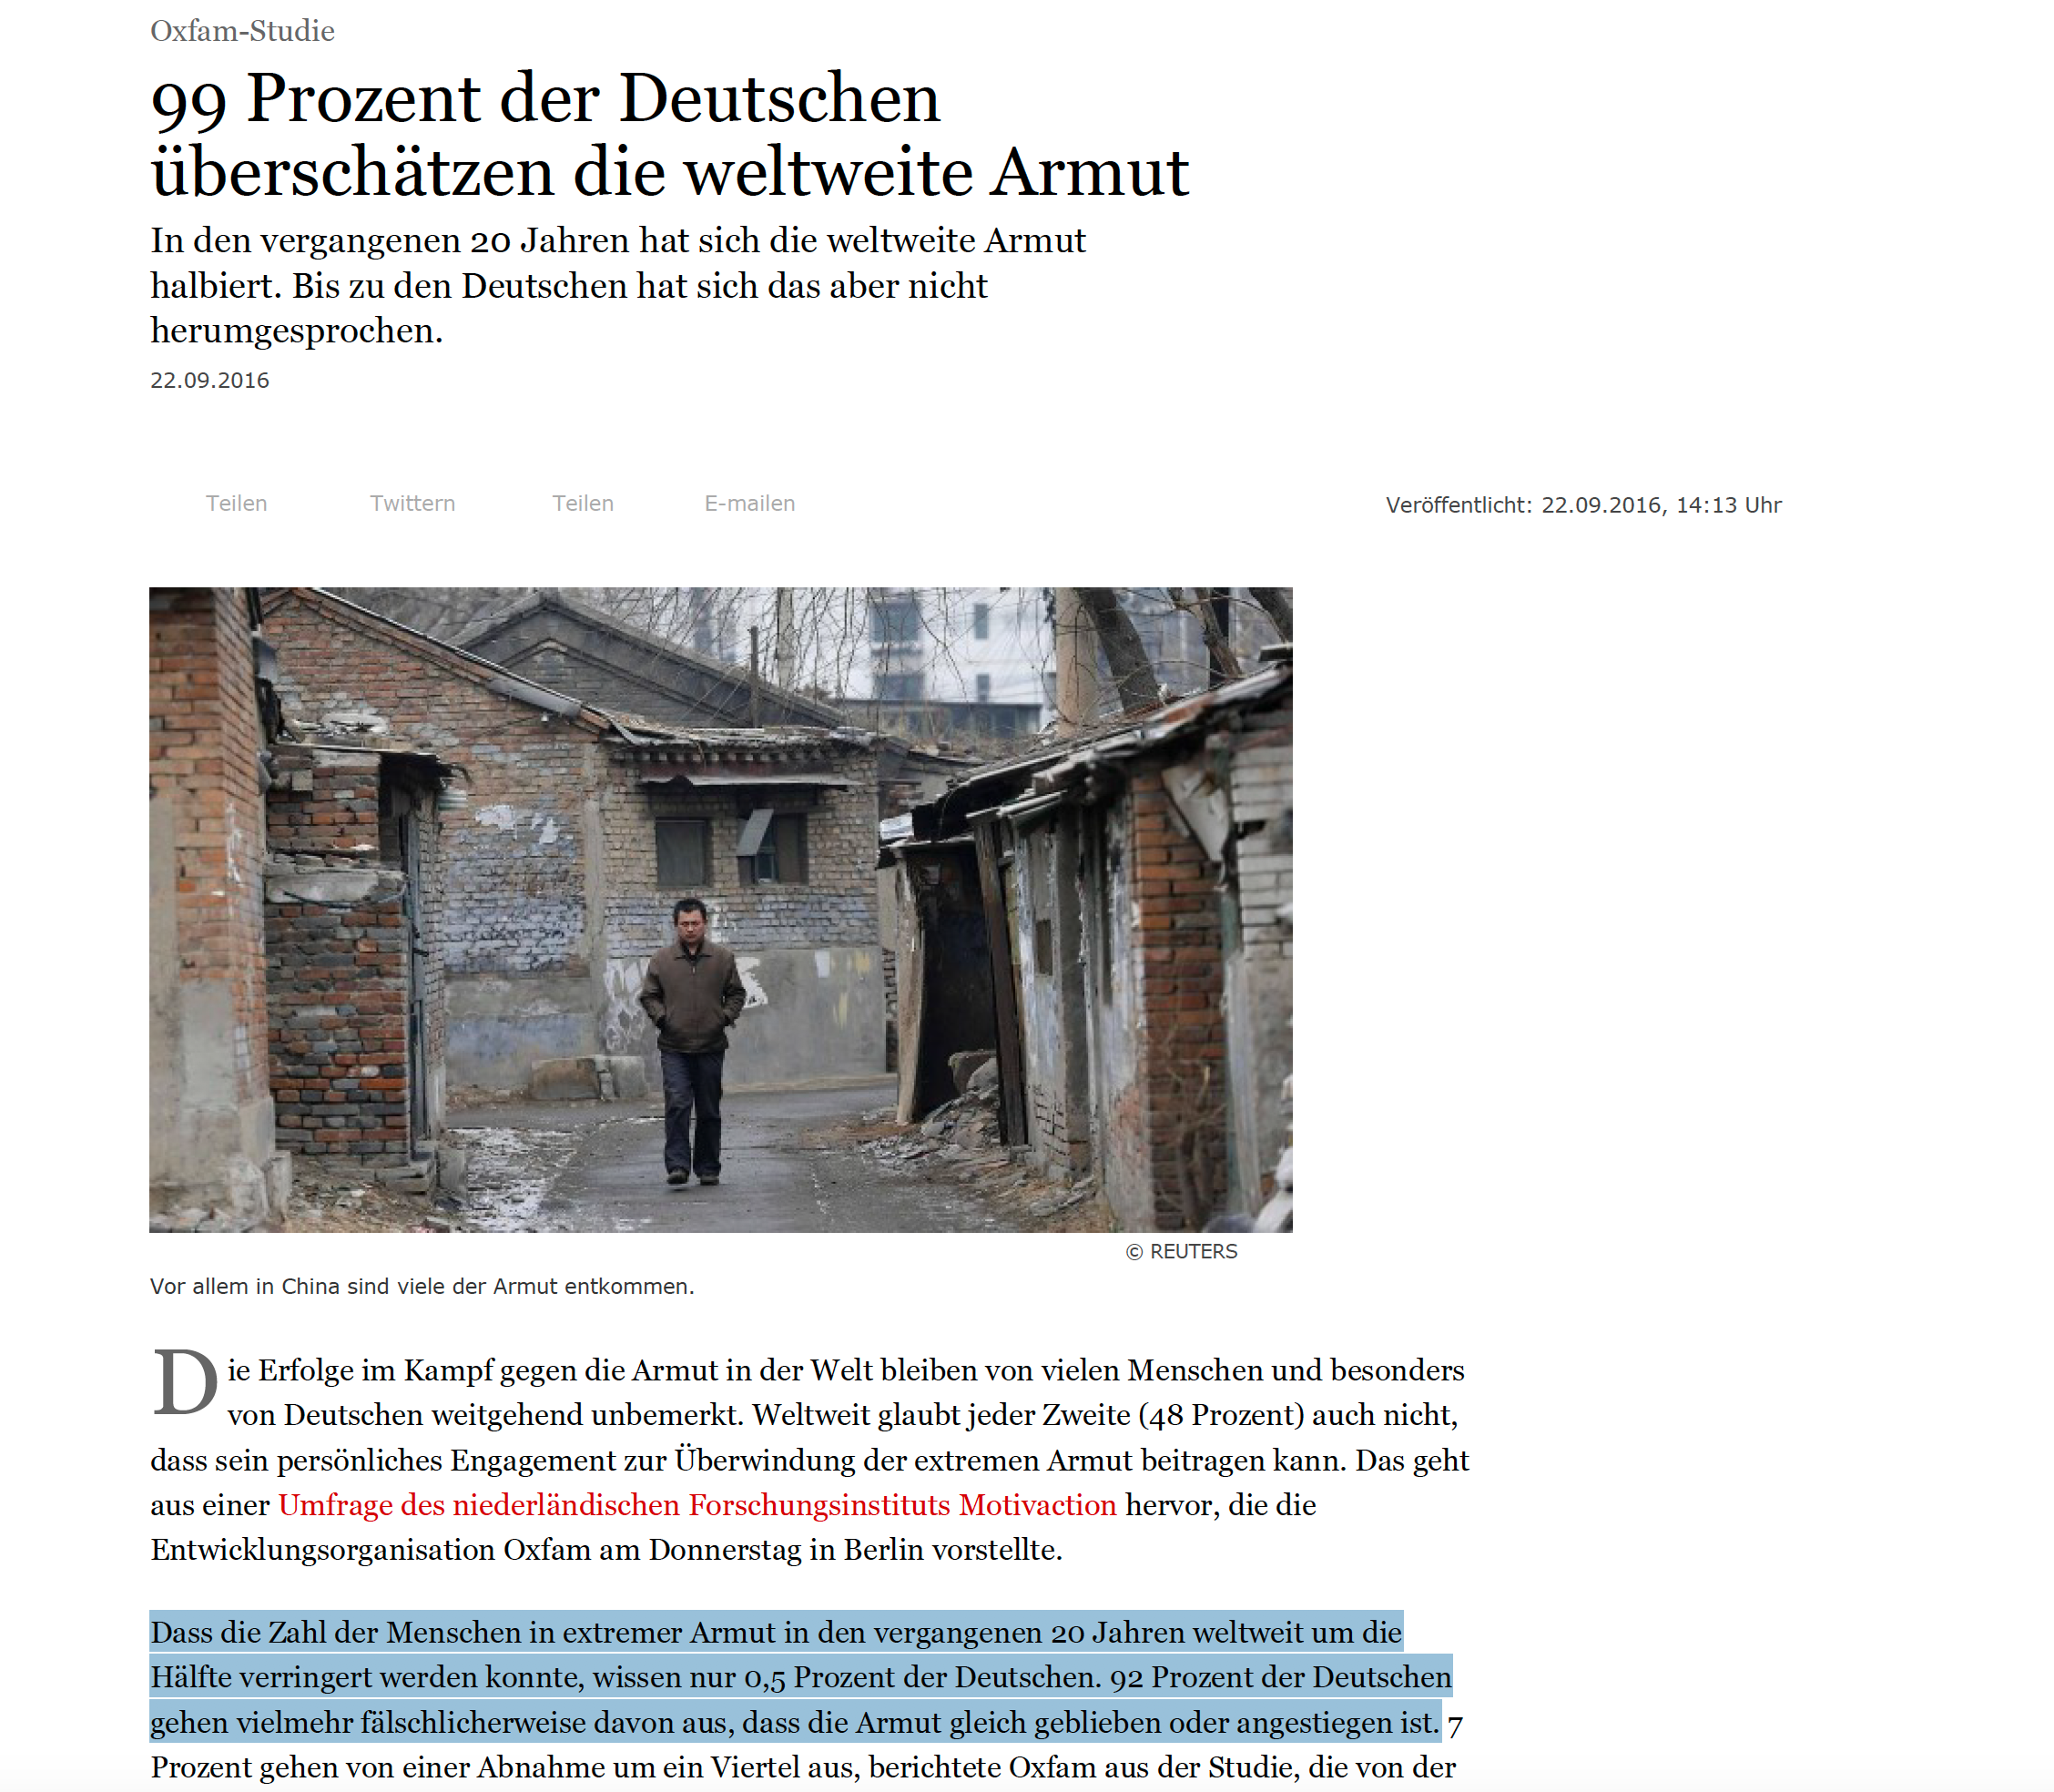 Oxfam-Studie
99 Prozent der Deutschen
überschätzen die weltweite Armut
In den vergangenen 20 Jahren hat sich die weltweite Armut
halbiert. Bis zu den Deutschen hat sich das aber nicht
herumgesprochen.
22.09.2016
Teilen Twittern Teilen E-mailen Veröffentlicht: 22.09.2016, 14:13 Uhr
© REUTERS
Vor allem in China sind viele der Armut entkommen.
Die Erfolge im Kampf gegen die Armut in der Welt bleiben von vielen Menschen und besonders
von Deutschen weitgehend unbemerkt. Weltweit glaubt jeder Zweite (48 Prozent) auch nicht,
dass sein persönliches Engagement zur Überwindung der extremen Armut beitragen kann. Das geht
aus einer Umfrage des niederländischen Forschungsinstituts Motivaction hervor, die die
Entwicklungsorganisation Oxfam am Donnerstag in Berlin vorstellte.
Dass die Zahl der Menschen in extremer Armut in den vergangenen 20 Jahren weltweit um die
Hälfte verringert werden konnte, wissen nur 0,5 Prozent der Deutschen. 92 Prozent der Deutschen
gehen vielmehr fälschlicherweise davon aus, dass die Armut gleich geblieben oder angestiegen ist. 7
Prozent gehen von einer Abnahme um ein Viertel aus, berichtete Oxfam aus der Studie, die von der